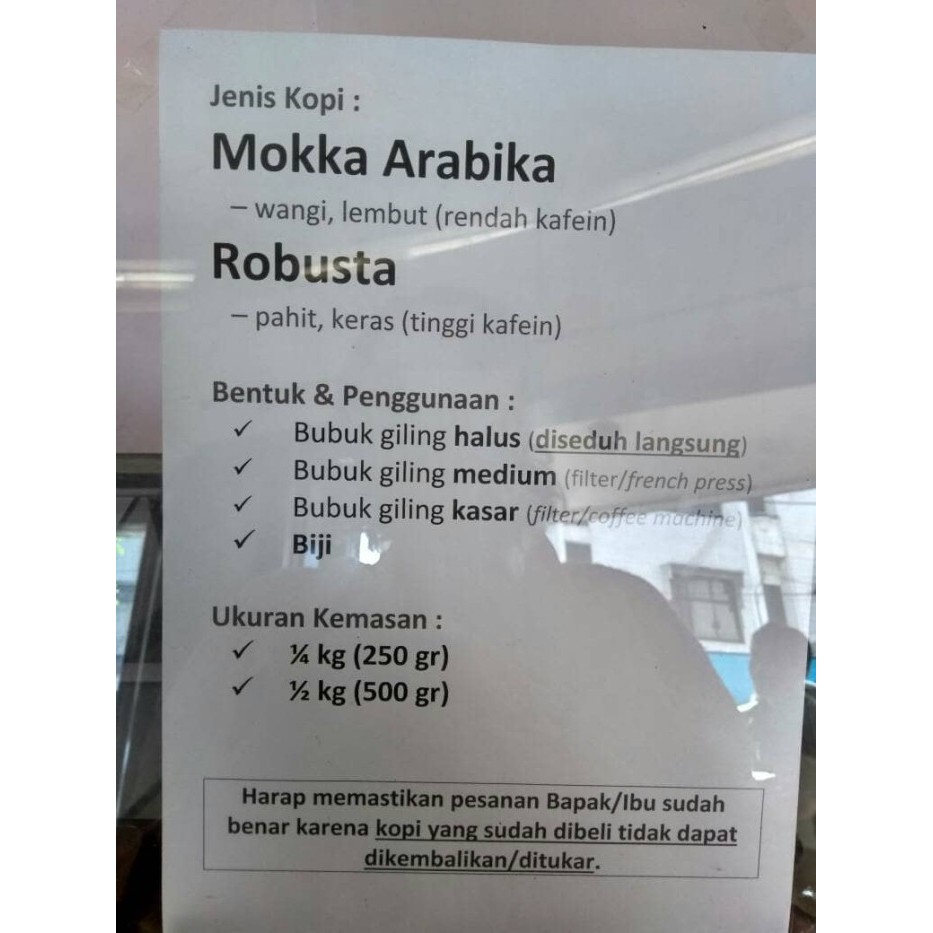 Jenis Kopi :
Mokka Arabika
– wangi, lembut (rendah kafein)
Robusta
– pahit, keras (tinggi kafein)
Bentuk & Penggunaan :
✓ Bubuk giling halus (diseduh langsung)
✓ Bubuk giling medium (filter/french press)
✓ Bubuk giling kasar (filter/coffee machine)
✓ Biji
Ukuran Kemasan :
✓ ¼ kg (250 gr)
✓ ½ kg (500 gr)
Harap memastikan pesanan Bapak/Ibu sudah
benar karena kopi yang sudah dibeli tidak dapat
dikembalikan/ditukar.